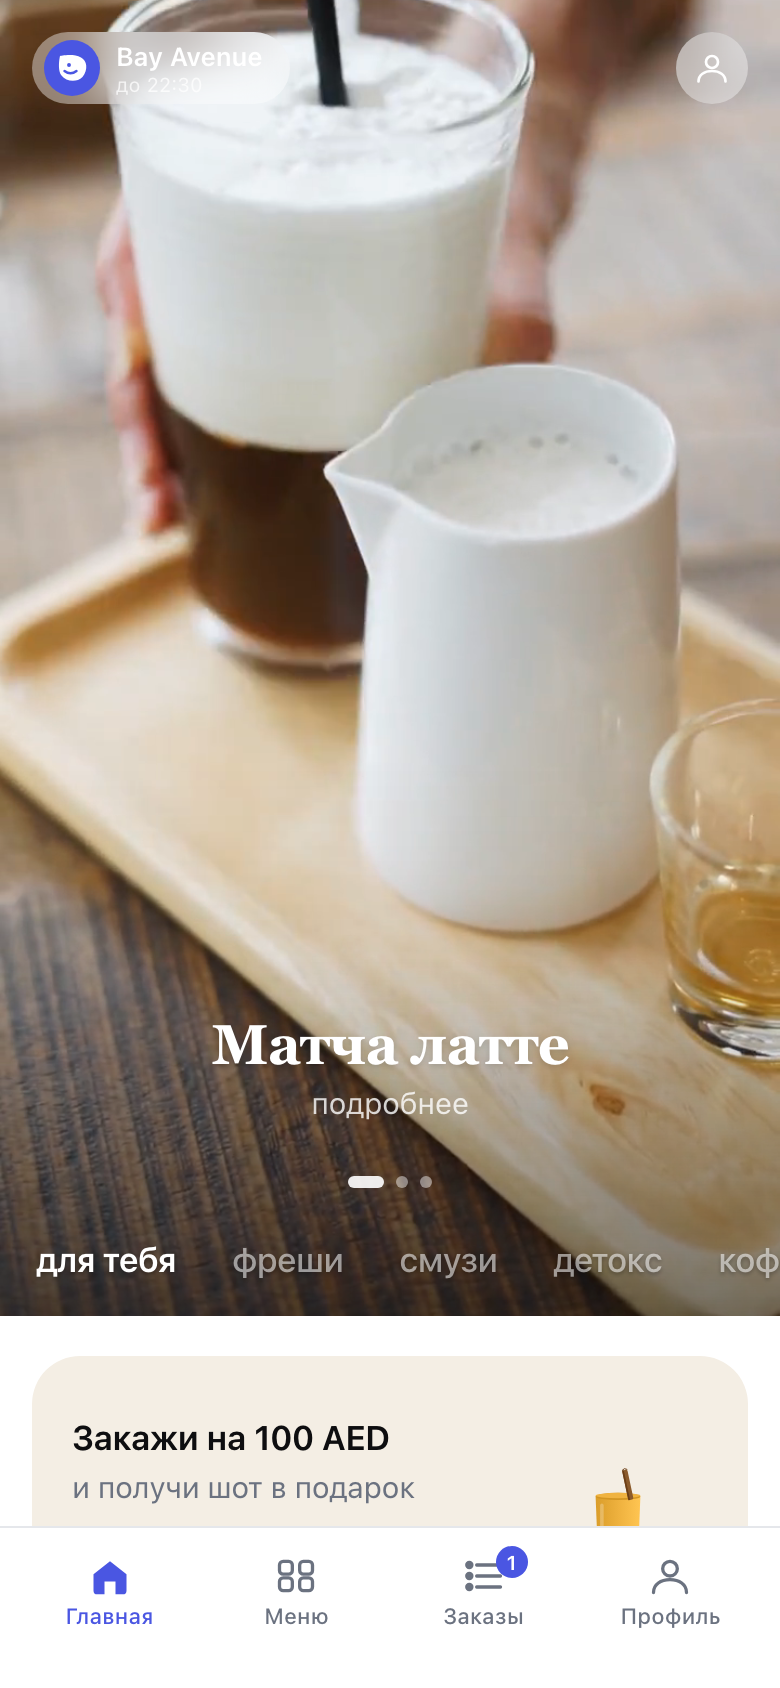 Bay Avenue
до 22:30
Матча латте
подробнее
для тебя фреши смузи детокс коф
Закажи на 100 AED
и получи шот в подарок
1
Главная Меню Заказы Профиль